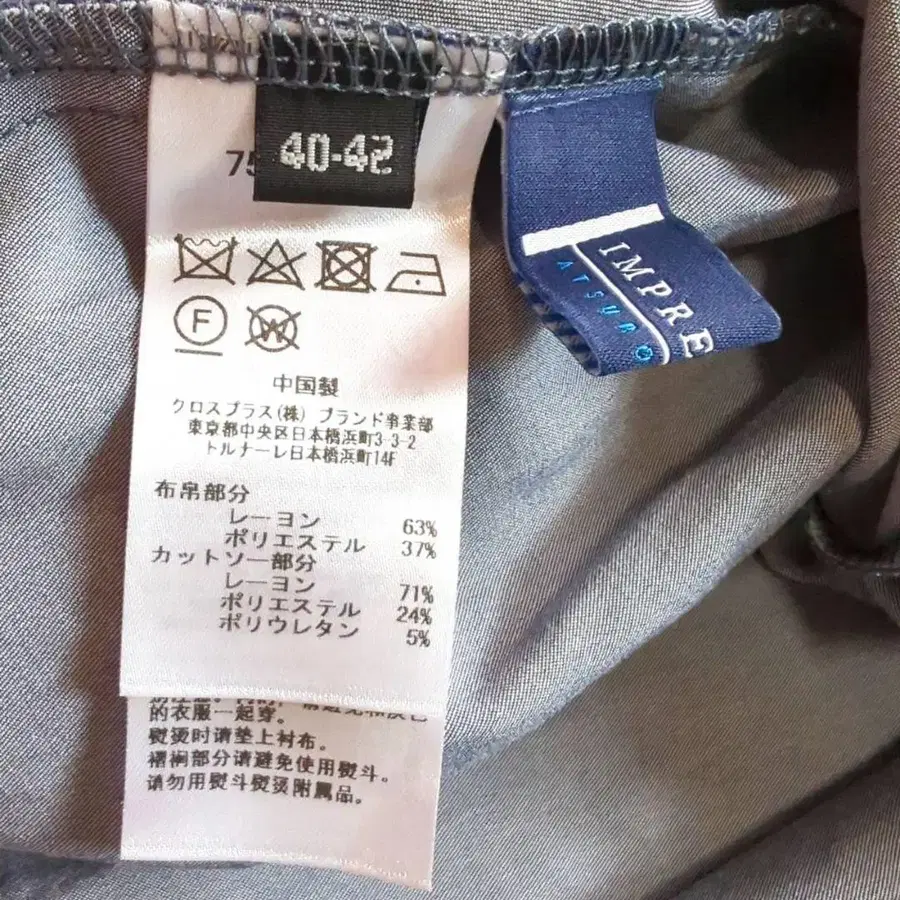 40-42
75
IMPRE
ATSURO
F
W
中国製
クロスプラス(株) ブランド事業部
東京都中央区日本橋浜町3-3-2
トルナーレ日本橋浜町14F
布帛部分
レーヨン 63%
ポリエステル 37%
カットソー部分
レーヨン 71%
ポリエステル 24%
ポリウレタン 5%
的衣服一起穿。
熨烫时请垫上衬布。
褶裥部分请避免使用熨斗。
请勿用熨斗熨烫附属品。